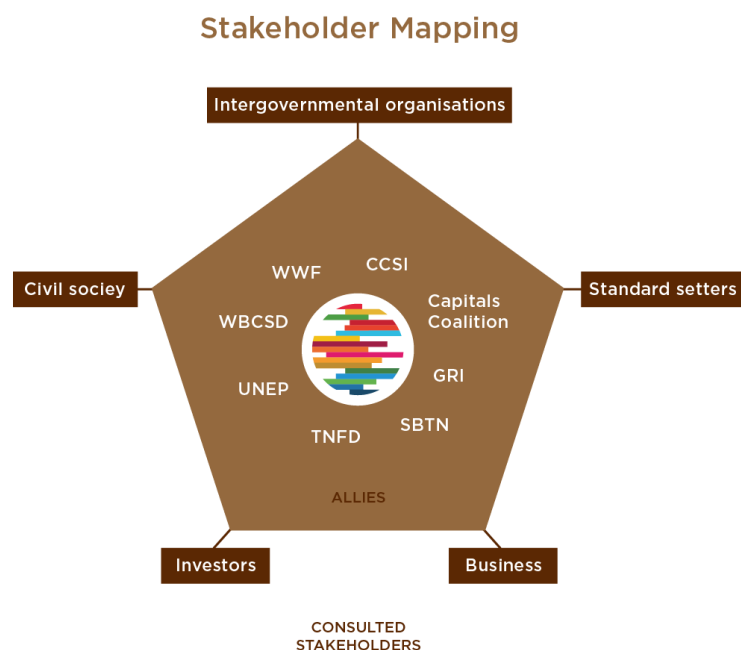 Stakeholder Mapping
Intergovernmental organisations
Civil sociey
Standard setters
WWF
CCSI
WBCSD
Capitals
Coalition
UNEP
GRI
TNFD
SBTN
ALLIES
Investors
Business
CONSULTED
STAKEHOLDERS